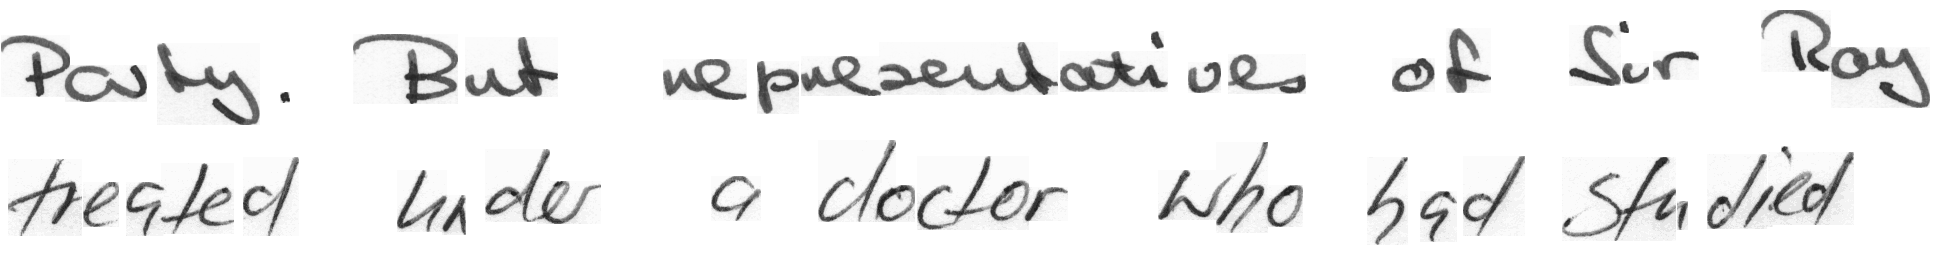 Party. But representatives of Sir Roy
treated under a doctor who had studied